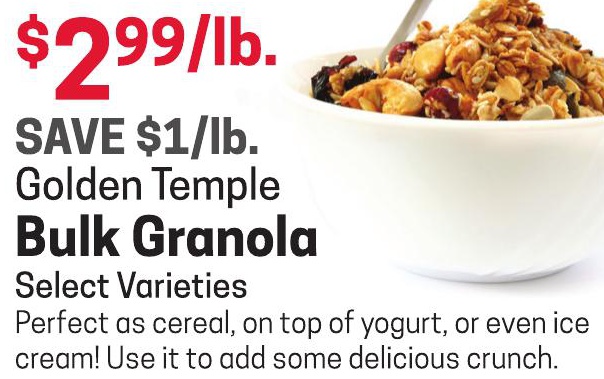 $2.99/lb.
SAVE $1/lb.
Golden Temple
Bulk Granola
Select Varieties
Perfect as cereal, on top of yogurt, or even ice
cream! Use it to add some delicious crunch.